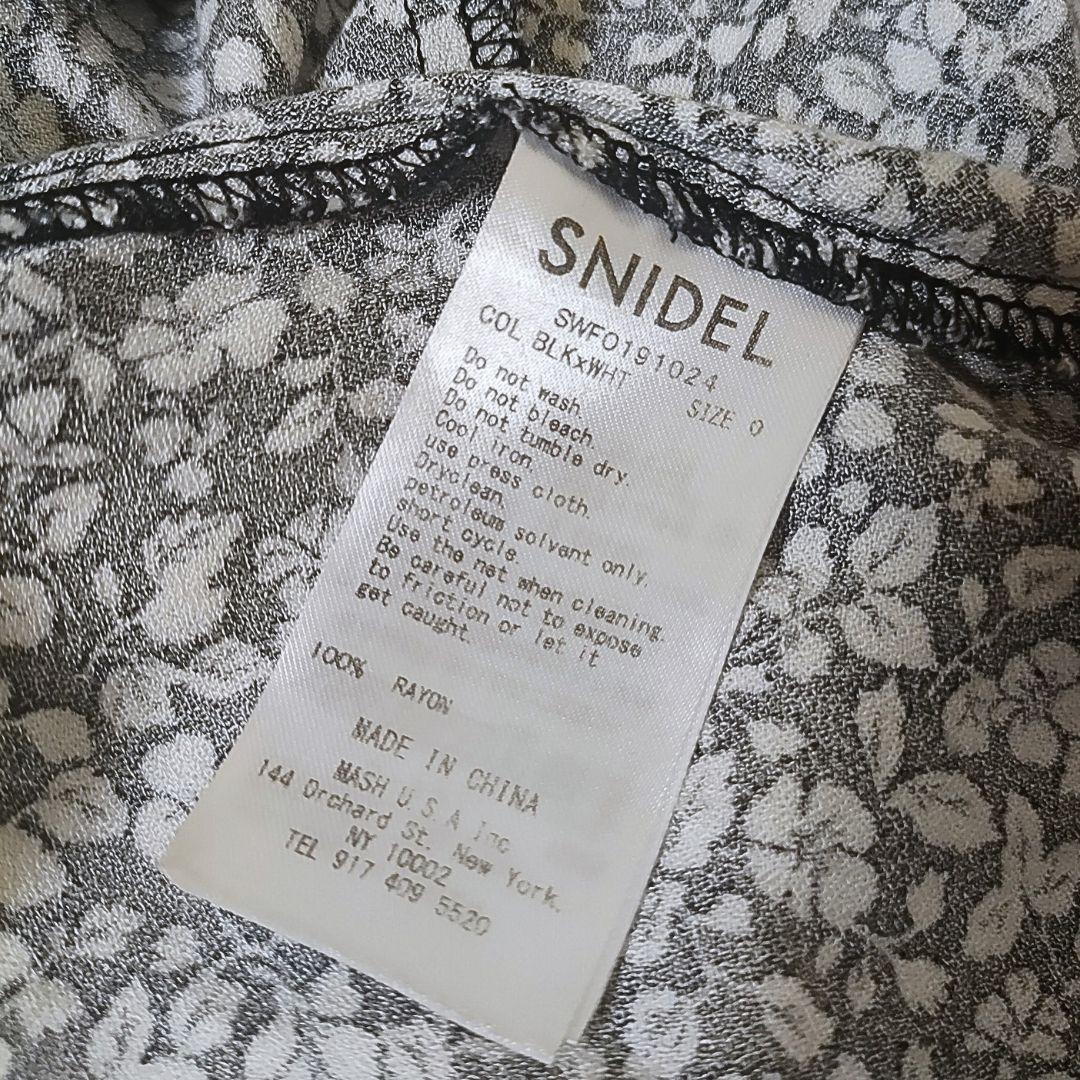 SNIDEL
SWFO191024
COL BLKxWHT SIZE 0
Do not wash.
Do not bleach.
Do not tumble dry.
Cool iron.
use press cloth.
Dryclean.
petroleum solvent only.
short cycle.
Use the net when cleaning.
Be careful not to expose
to friction or let it
get caught.
100% RAYON
MADE IN CHINA
MASH U.S.A Inc
144 Orchard St. New York.
NY 10002
TEL 917 409 5520